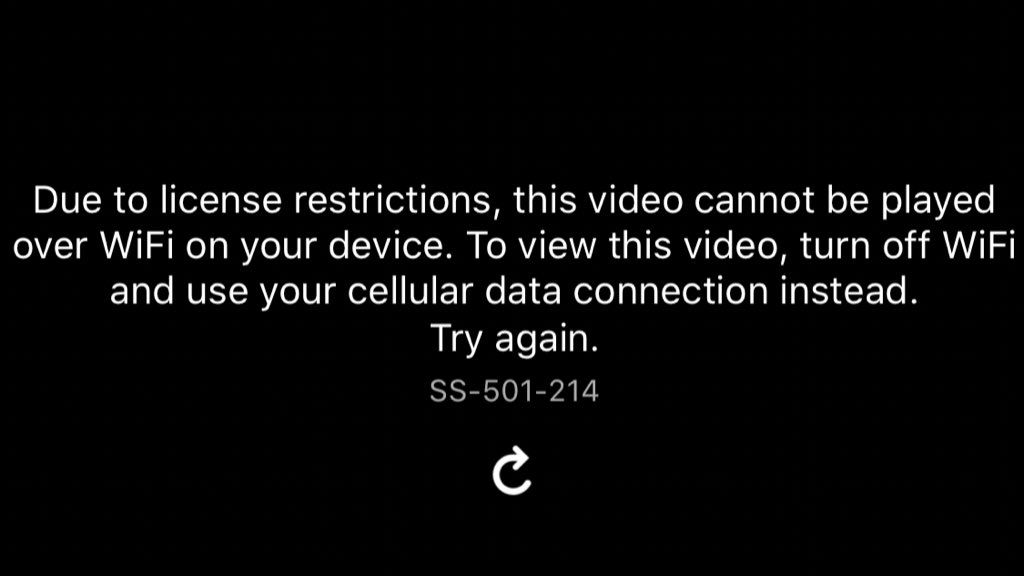 Due to license restrictions, this video cannot be played
over WiFi on your device. To view this video, turn off WiFi
and use your cellular data connection instead.
Try again.
SS-501-214